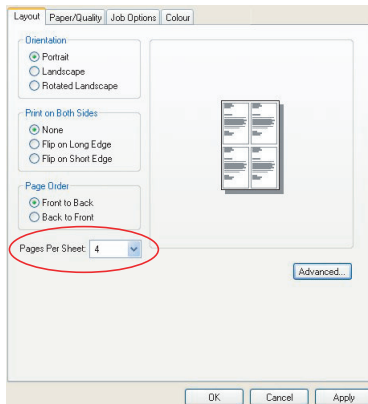 Layout Paper/Quality Job Options Colour
Orientation
Portrait
Landscape
Rotated Landscape
Print on Both Sides
None
Flip on Long Edge
Flip on Short Edge
Page Order
Front to Back
Back to Front
Pages Per Sheet: 4
Advanced...
OK Cancel Apply